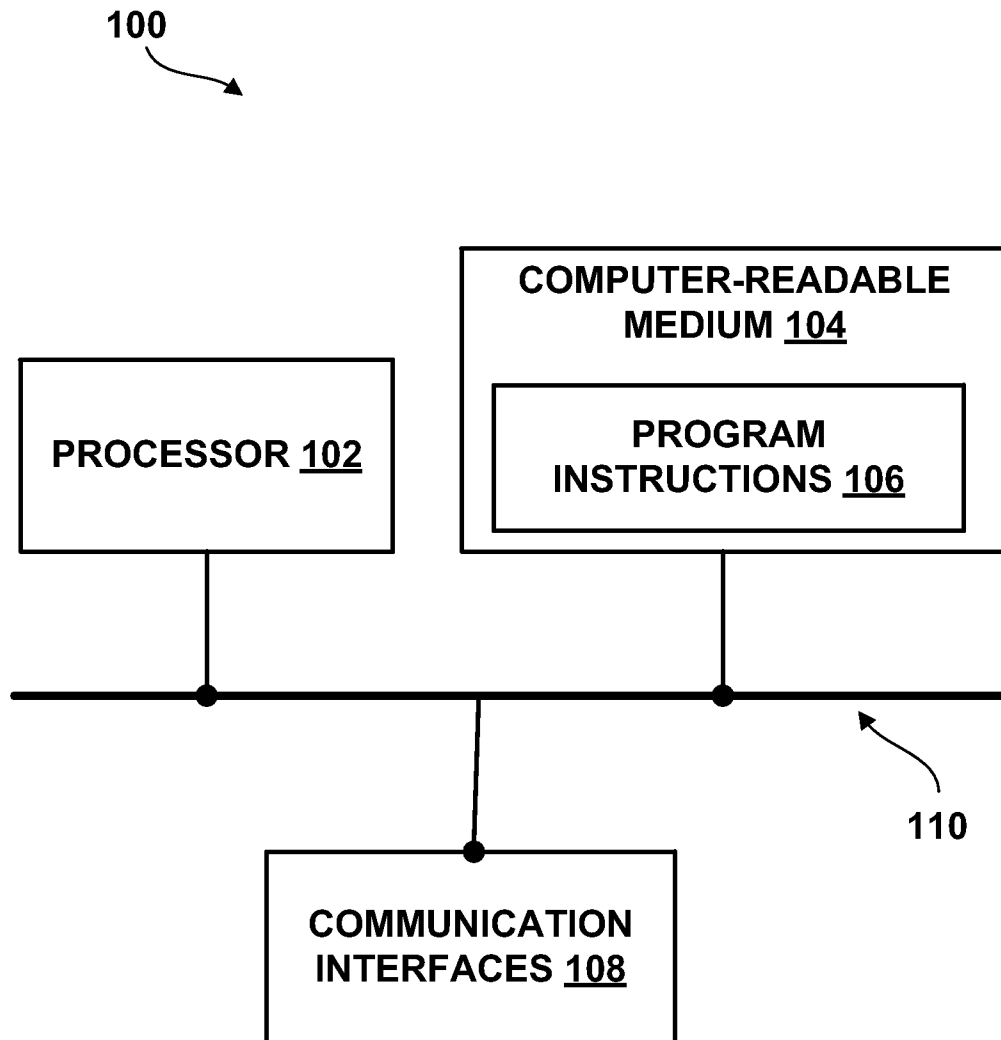 100
COMPUTER-READABLE
MEDIUM 104
PROCESSOR 102
PROGRAM
INSTRUCTIONS 106
110
COMMUNICATION
INTERFACES 108